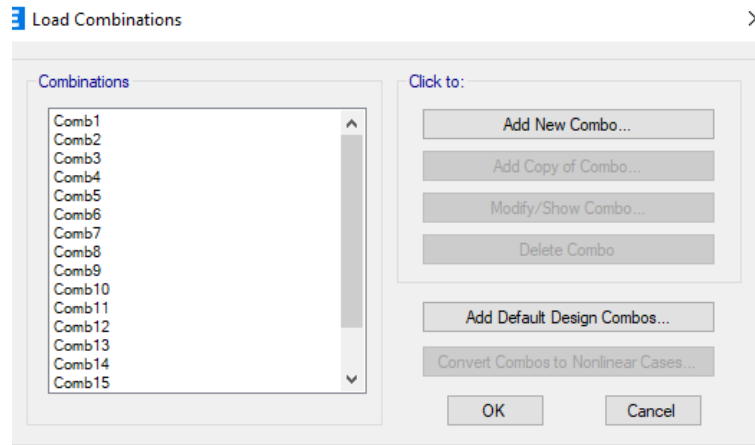 Load Combinations
Combinations
Comb1
Comb2
Comb3
Comb4
Comb5
Comb6
Comb7
Comb8
Comb9
Comb10
Comb11
Comb12
Comb13
Comb14
Comb15
Click to:
Add New Combo...
Add Copy of Combo...
Modify/Show Combo...
Delete Combo
Add Default Design Combos...
Convert Combos to Nonlinear Cases...
OK
Cancel